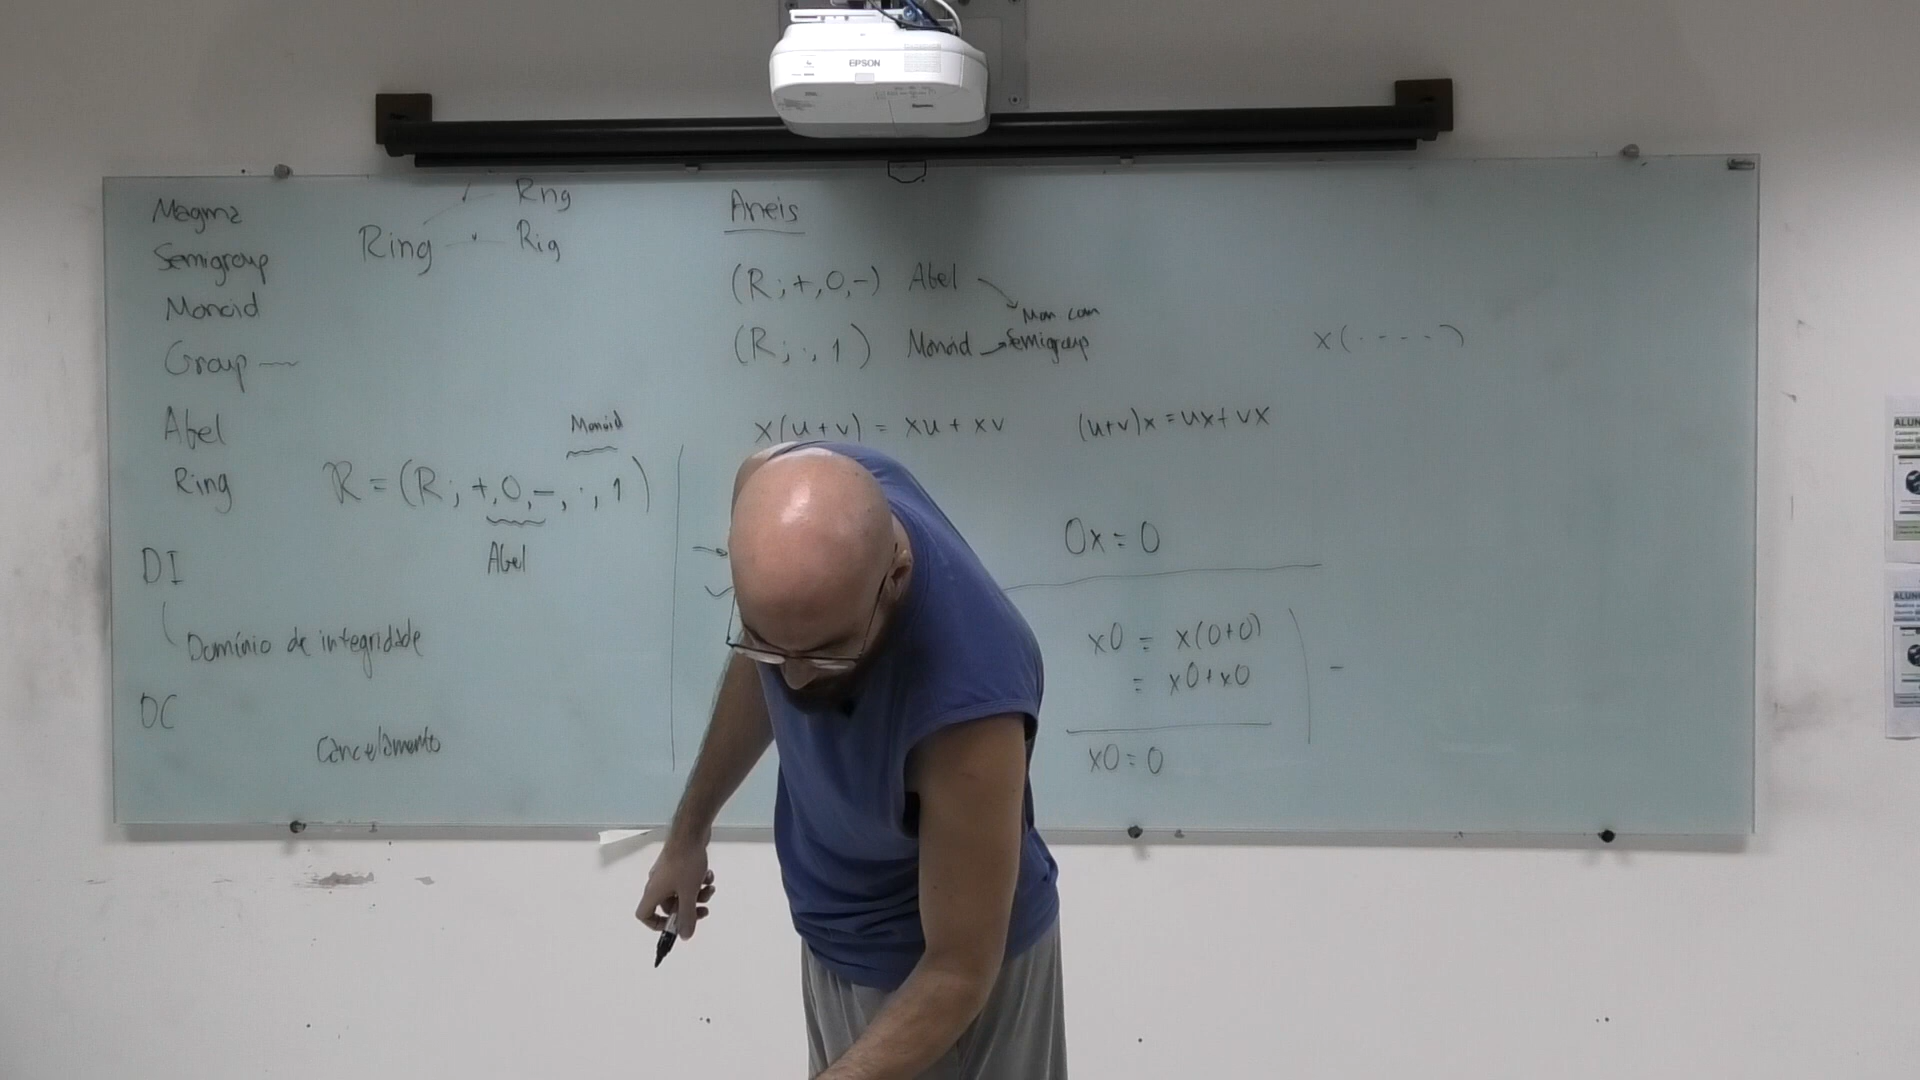 EPSON
Magma
Semigroup
Monoid
Group
Abel
Ring
DI
Domínio de integridade
DC
Cancelamento
Rng
Ring
Rig
Monoid
R = (R ; +, 0, −, ·, 1)
Abel
Aneis
(R ; +, 0, −) Abel
Mon com
(R ; ·, 1) Monoid → Semigroup
x(u + v) = xu + xv
(u+v)x = ux + vx
x(· - - - ·)
0x = 0
x0 = x(0+0)
= x0 + x0
x0 = 0
ALUN
ALUN